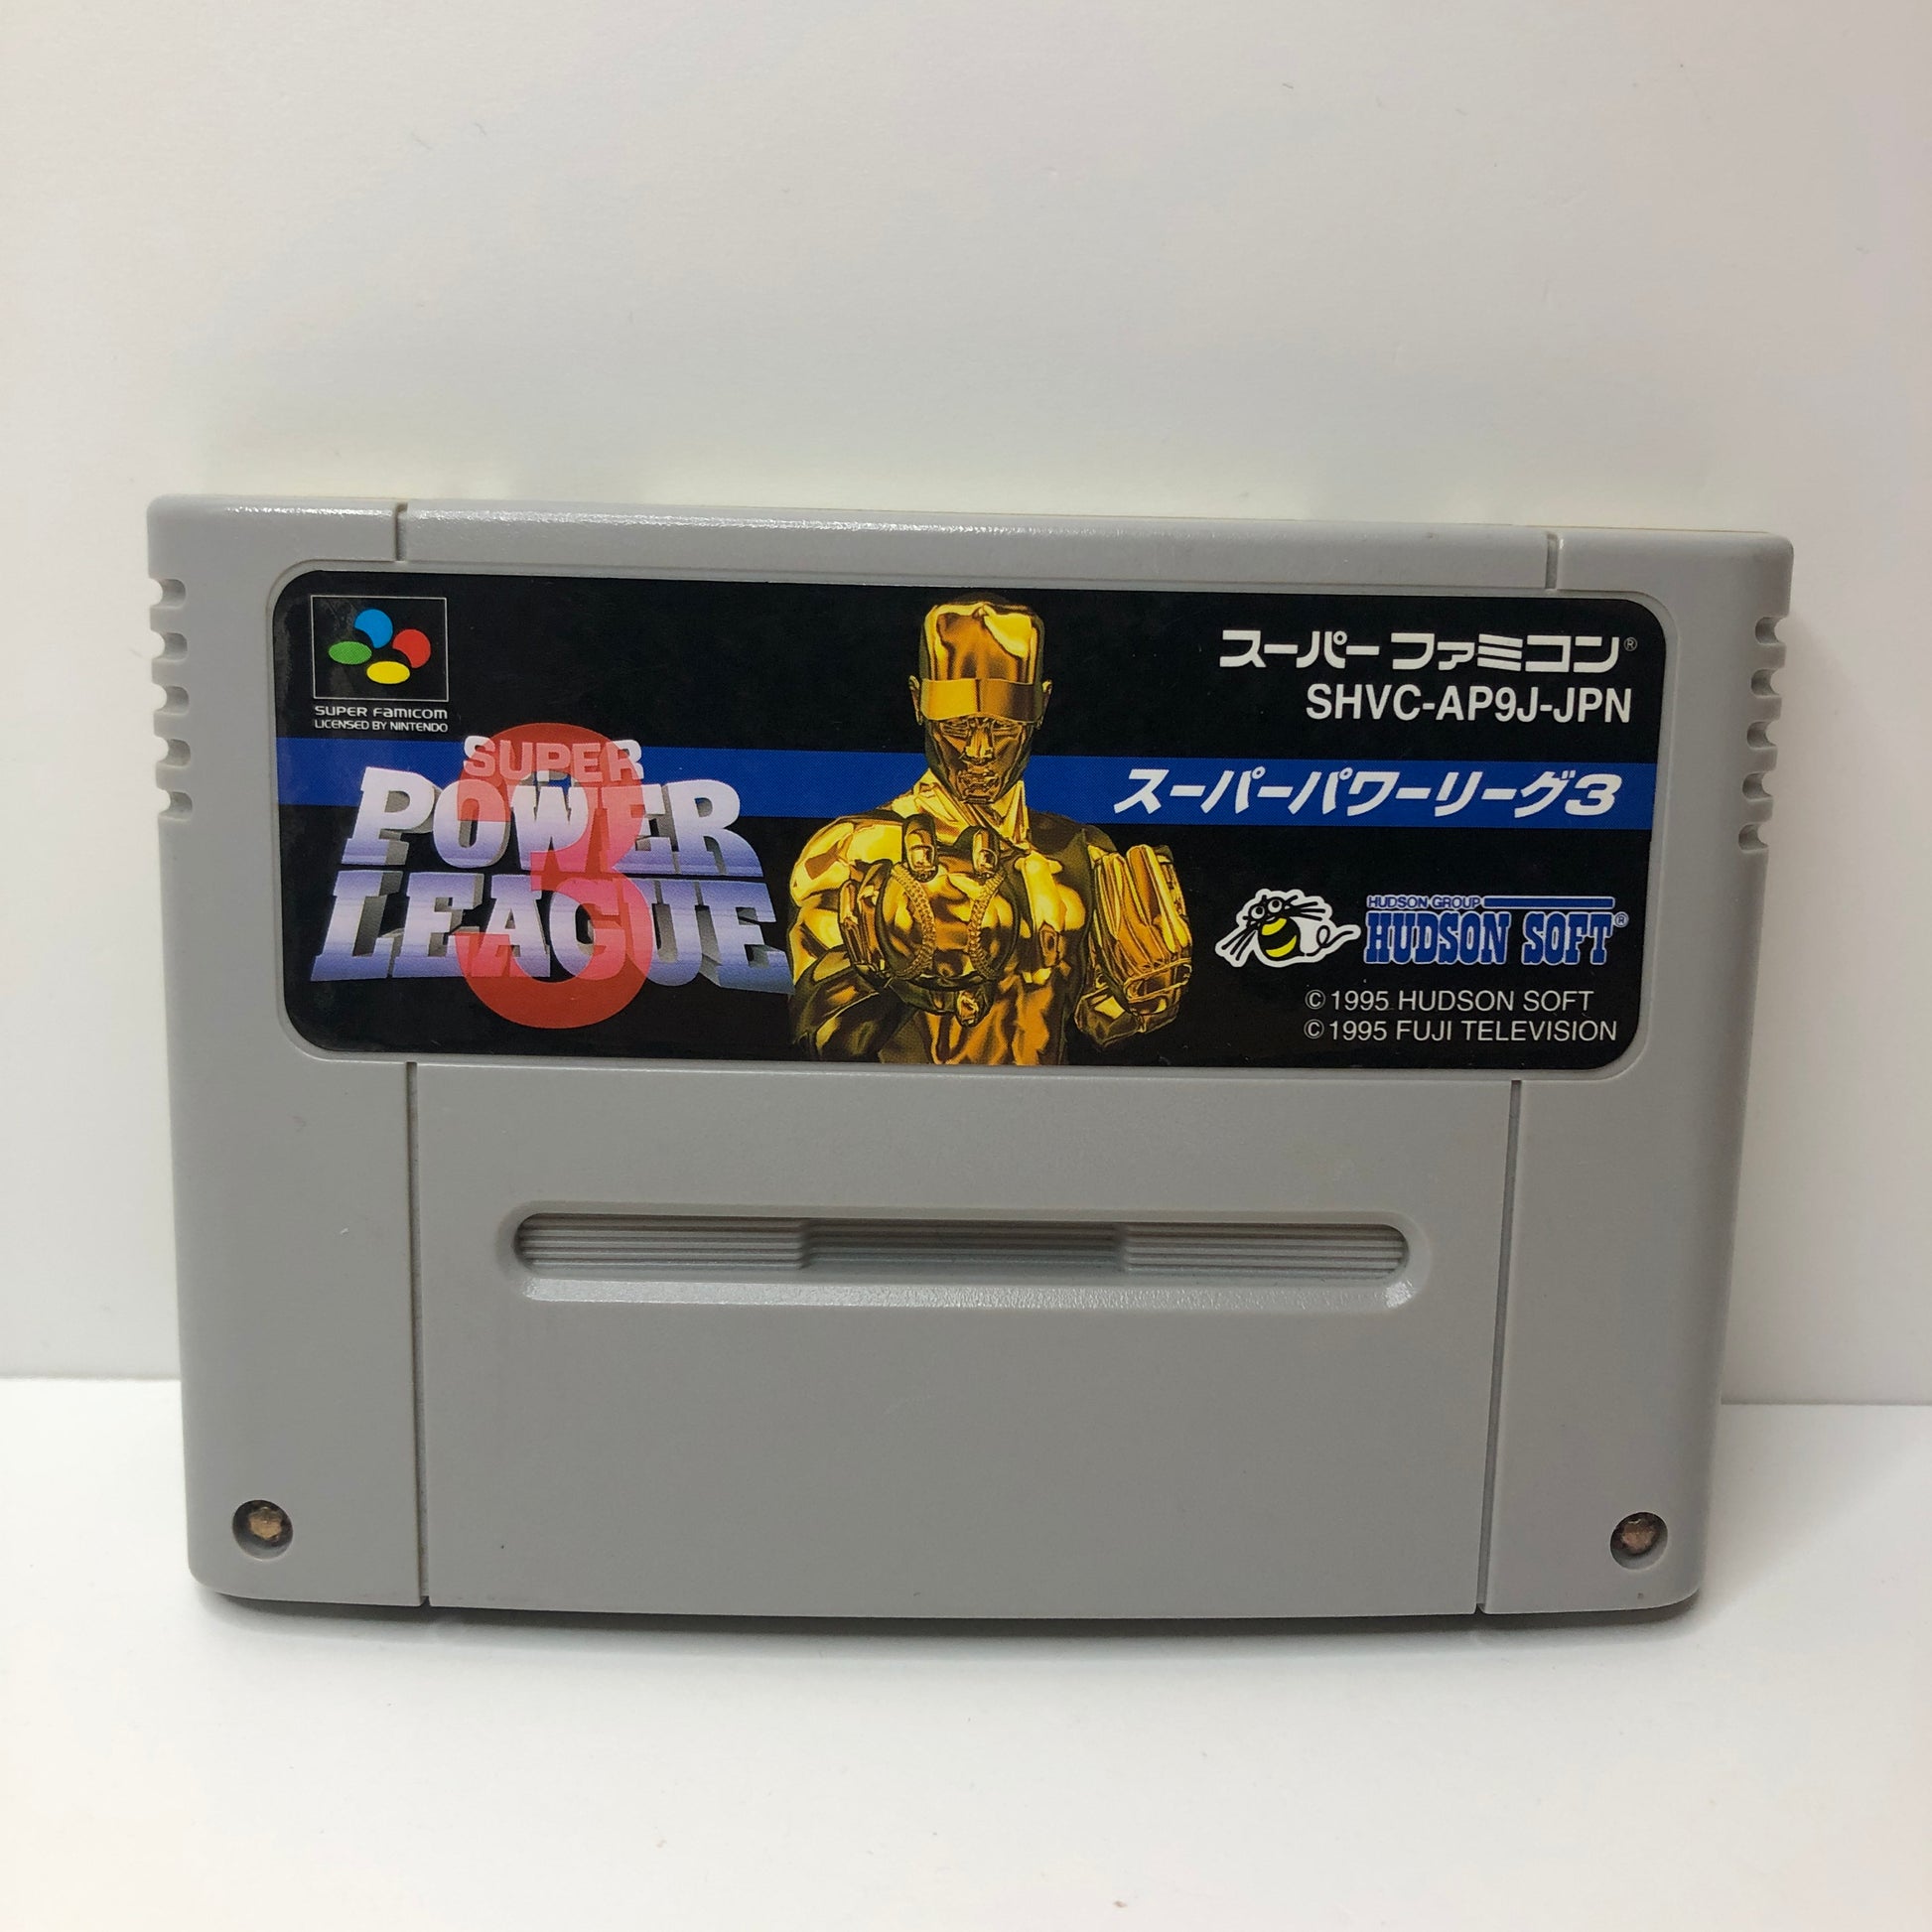 SUPER FAMICOM
LICENSED BY NINTENDO
SUPER
POWER
LEAGUE
3
スーパーファミコン®
SHVC-AP9J-JPN
スーパーパワーリーグ3
HUDSON GROUP
HUDSON SOFT®
© 1995 HUDSON SOFT
© 1995 FUJI TELEVISION